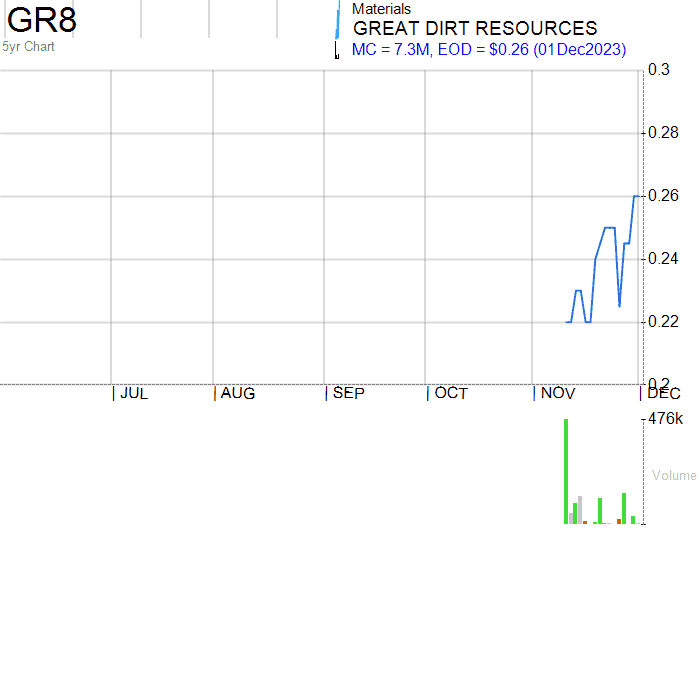 GR8
Materials
GREAT DIRT RESOURCES
5yr Chart
MC = 7.3M, EOD = $0.26 (01Dec2023)
0.3
0.28
0.26
0.24
0.22
0.2
JUL AUG SEP OCT NOV DEC
476k
Volume